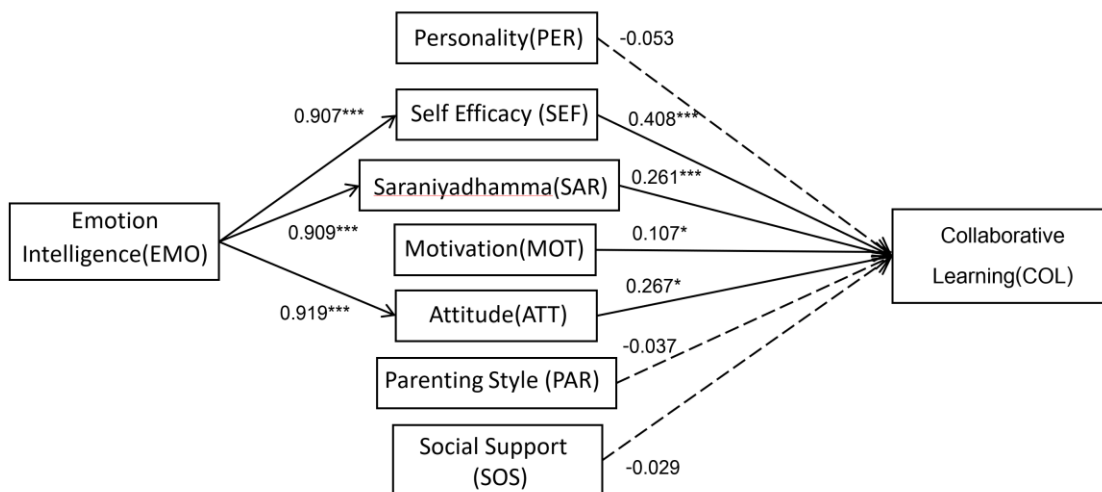 Personality(PER)
-0.053
0.907***
Self Efficacy (SEF)
0.408***
Saraniyadhamma(SAR)
0.261***
Emotion
Intelligence(EMO)
0.909***
Motivation(MOT)
0.107*
Collaborative
Learning(COL)
0.919***
Attitude(ATT)
0.267*
Parenting Style (PAR)
-0.037
Social Support
(SOS)
-0.029